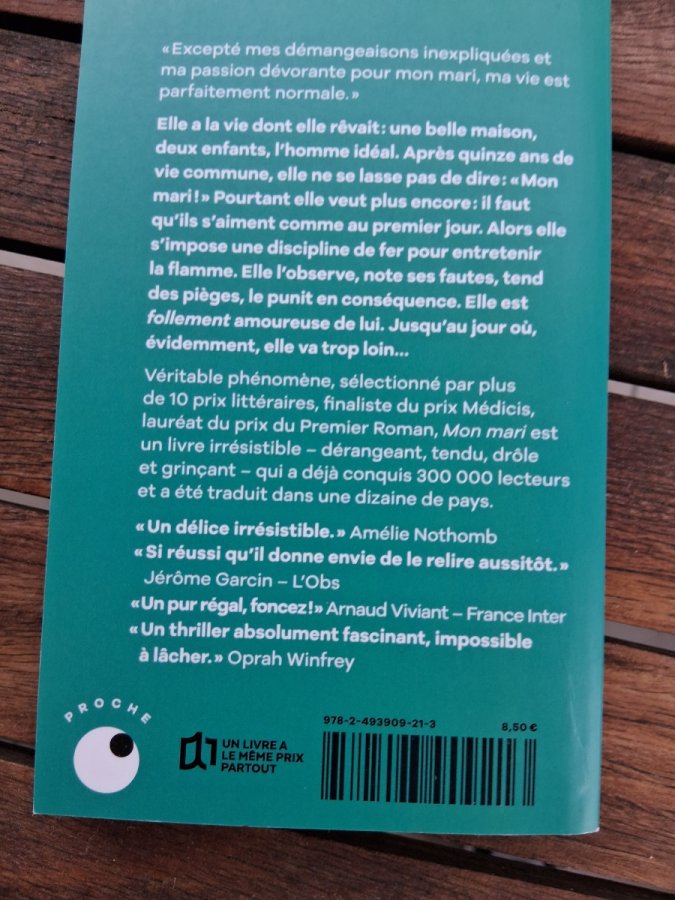 « Excepté mes démangeaisons inexpliquées et
ma passion dévorante pour mon mari, ma vie est
parfaitement normale. »
Elle a la vie dont elle rêvait : une belle maison,
deux enfants, l'homme idéal. Après quinze ans de
vie commune, elle ne se lasse pas de dire : « Mon
mari ! » Pourtant elle veut plus encore : il faut
qu'ils s'aiment comme au premier jour. Alors elle
s'impose une discipline de fer pour entretenir
la flamme. Elle l'observe, note ses fautes, tend
des pièges, le punit en conséquence. Elle est
follement amoureuse de lui. Jusqu'au jour où,
évidemment, elle va trop loin...
Véritable phénomène, sélectionné par plus
de 10 prix littéraires, finaliste du prix Médicis,
lauréat du prix du Premier Roman, Mon mari est
un livre irrésistible – dérangeant, tendu, drôle
et grinçant – qui a déjà conquis 300 000 lecteurs
et a été traduit dans une dizaine de pays.
« Un délice irrésistible. » Amélie Nothomb
« Si réussi qu'il donne envie de le relire aussitôt. »
Jérôme Garcin – L'Obs
« Un pur régal, foncez ! » Arnaud Viviant – France Inter
« Un thriller absolument fascinant, impossible
à lâcher. » Oprah Winfrey
PROCHE
UN LIVRE A
LE MÊME PRIX
PARTOUT
978-2-493909-21-3
8,50 €